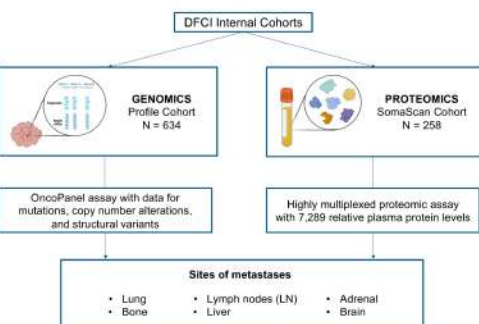 DFCI Internal Cohorts
GENOMICS
Profile Cohort
N = 634
PROTEOMICS
SomaScan Cohort
N = 258
OncoPanel assay with data for
mutations, copy number alterations,
and structural variants
Highly multiplexed proteomic assay
with 7,289 relative plasma protein levels
Sites of metastases
• Lung • Lymph nodes (LN) • Adrenal
• Bone • Liver • Brain